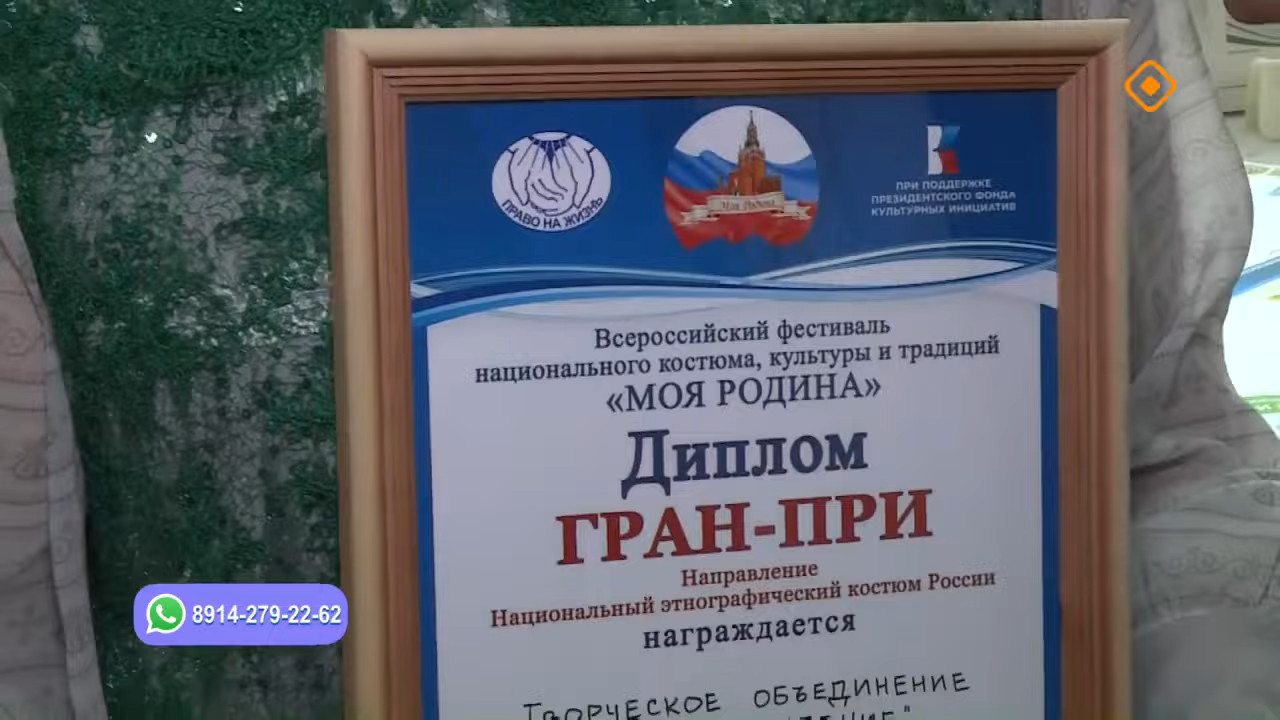 ПРАВО НА ЖИЗНЬ
Моя Родина
ПРИ ПОДДЕРЖКЕ
ПРЕЗИДЕНТСКОГО ФОНДА
КУЛЬТУРНЫХ ИНИЦИАТИВ
Всероссийский фестиваль
национального костюма, культуры и традиций
«МОЯ РОДИНА»
Диплом
ГРАН-ПРИ
Направление
Национальный этнографический костюм России
награждается
ТВОРЧЕСКОЕ ОБЪЕДИНЕНИЕ
8914-279-22-62